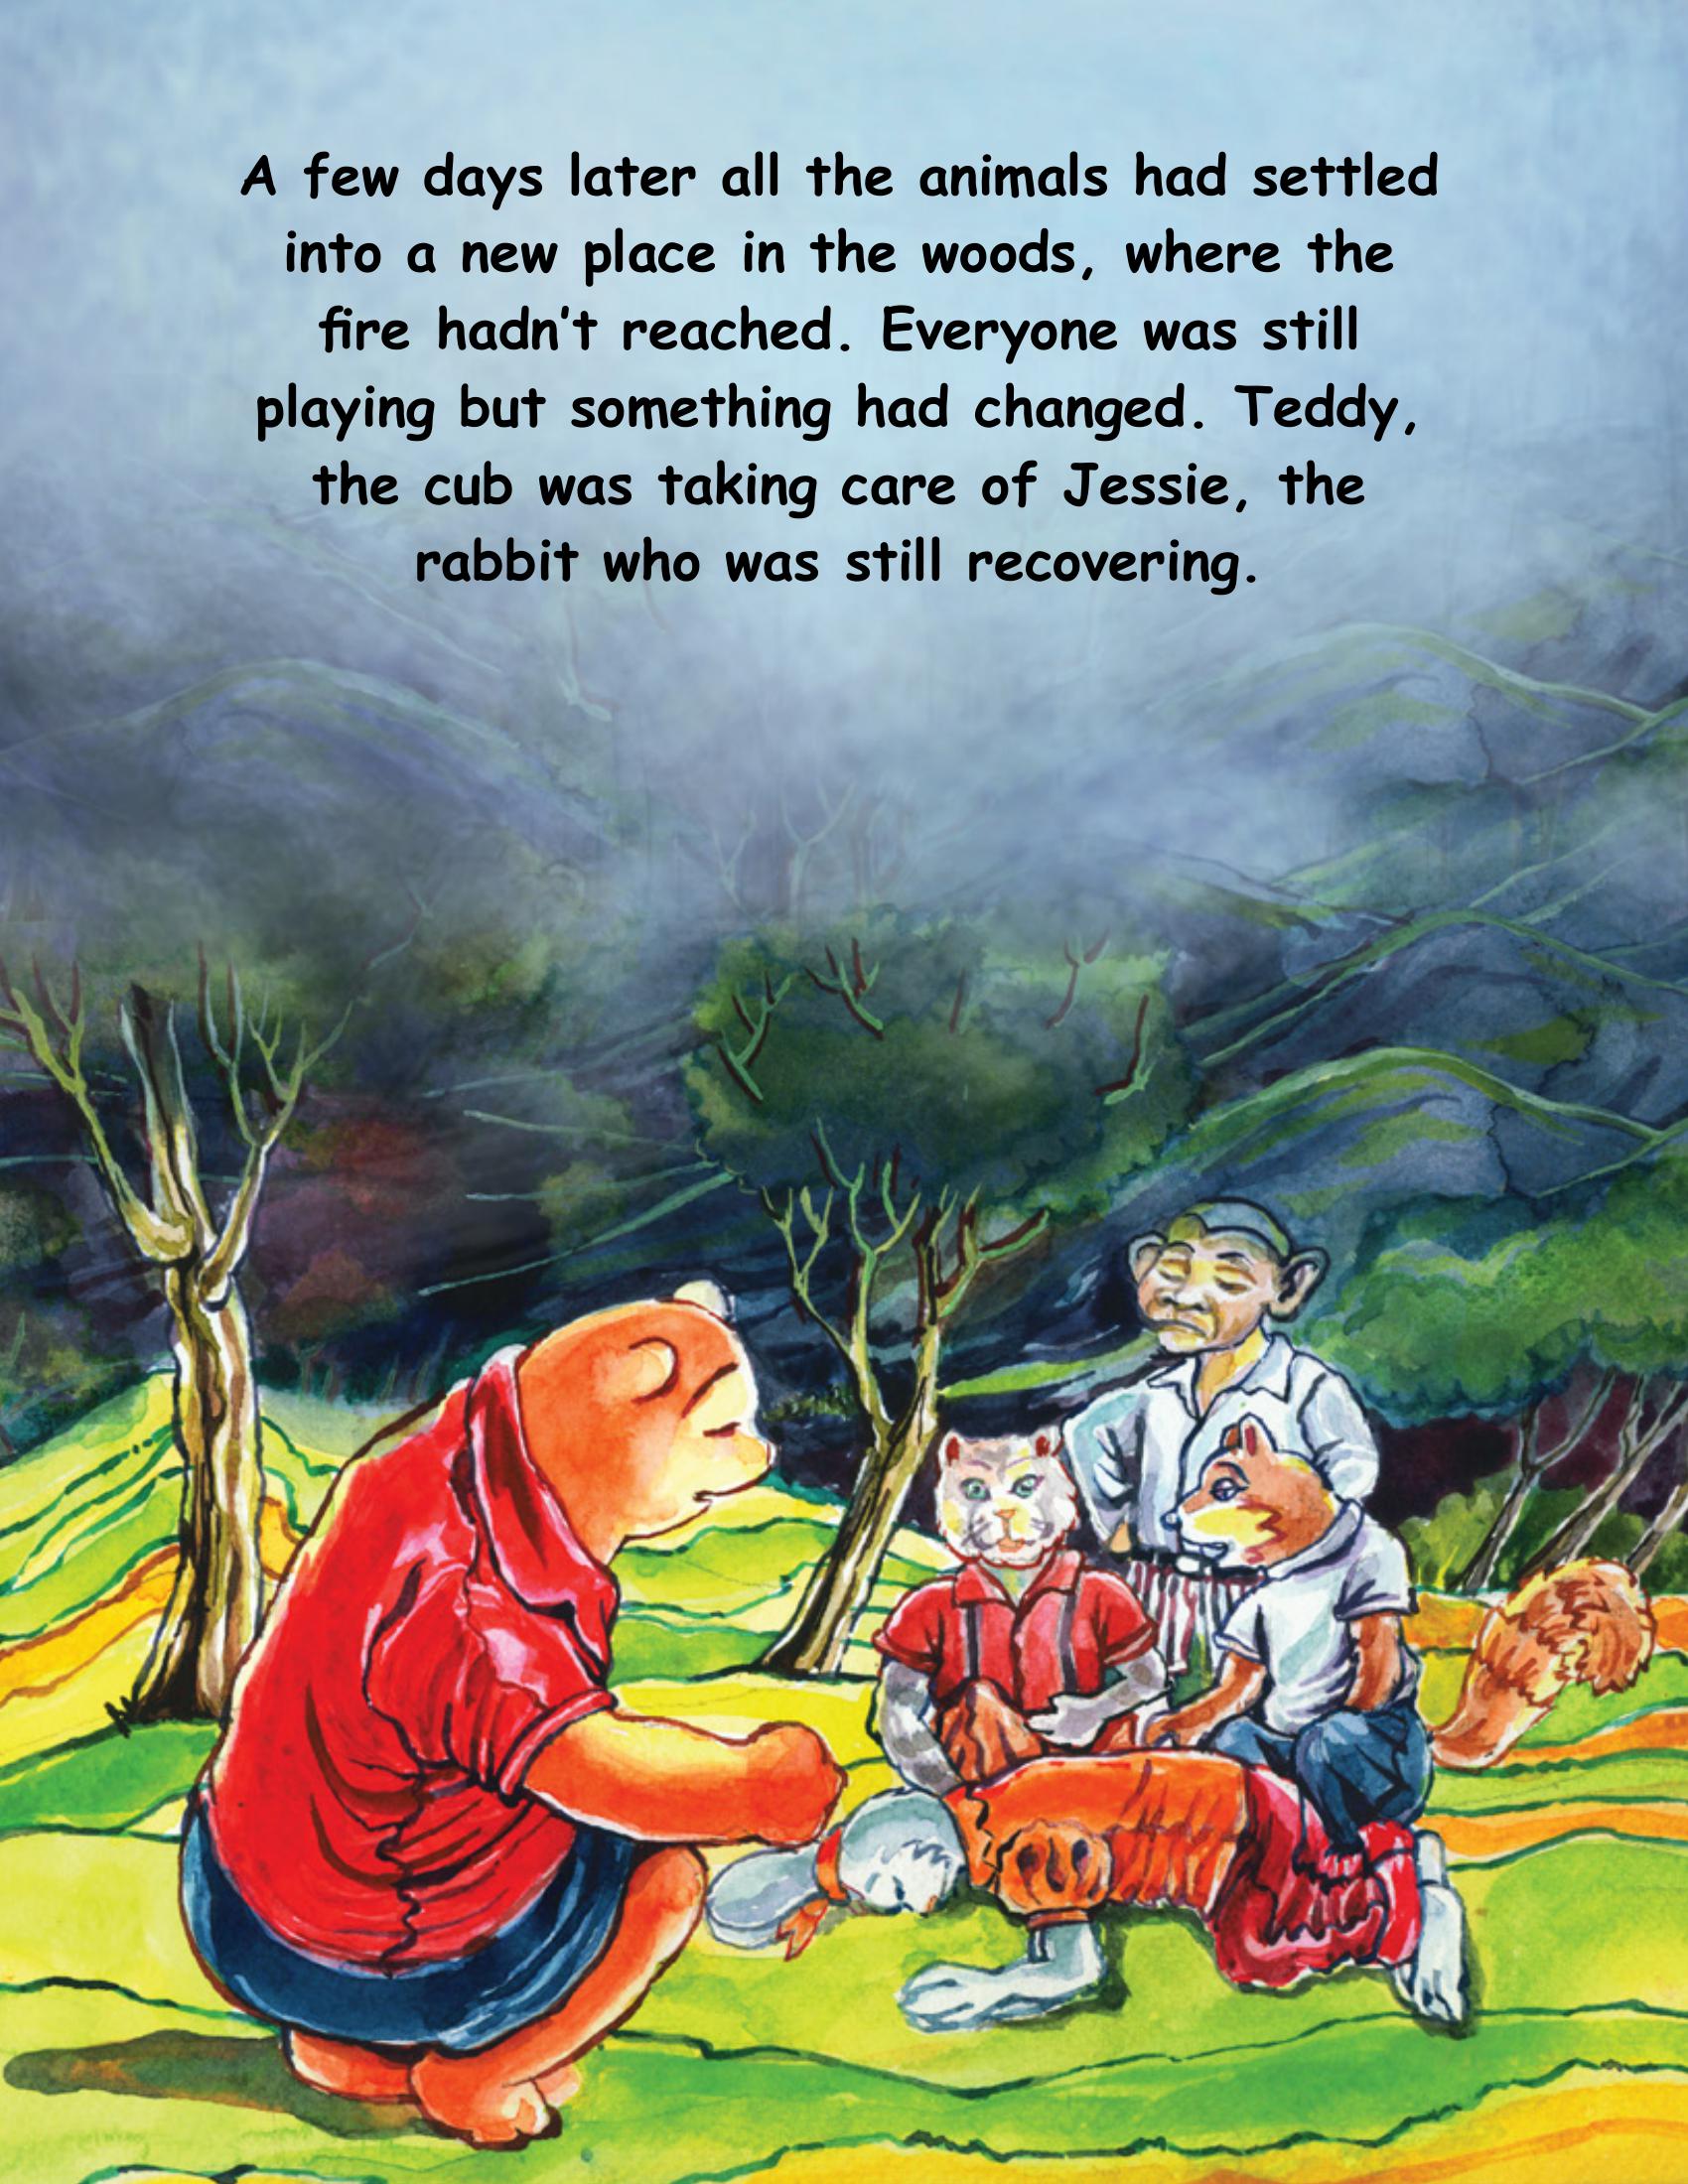 A few days later all the animals had settled
into a new place in the woods, where the
fire hadn't reached. Everyone was still
playing but something had changed. Teddy,
the cub was taking care of Jessie, the
rabbit who was still recovering.